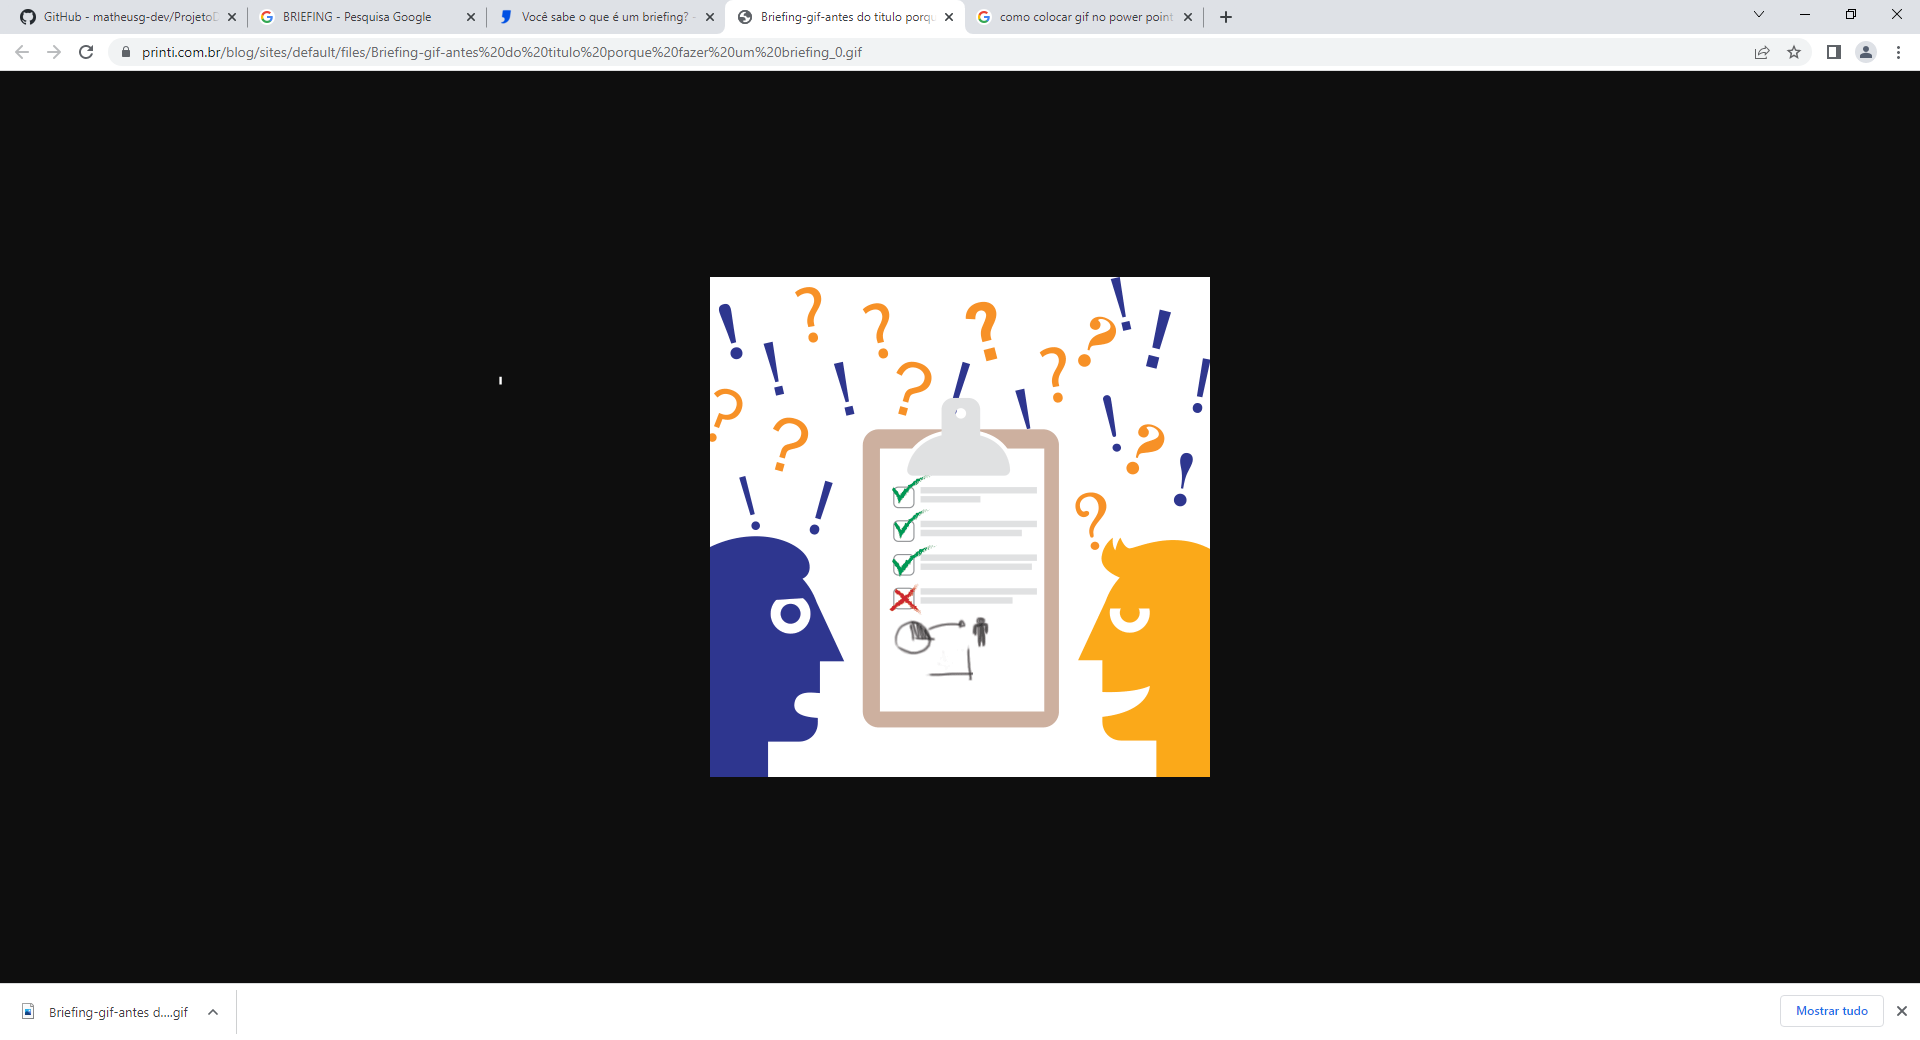 GitHub - matheusg-dev/ProjetoD
BRIEFING - Pesquisa Google
Você sabe o que é um briefing? -
Briefing-gif-antes do titulo porqu
como colocar gif no power point
printi.com.br/blog/sites/default/files/Briefing-gif-antes%20do%20titulo%20porque%20fazer%20um%20briefing_0.gif
! ? ? ? ! ? ! ! ! ? ! ? ! ? ! ! ? ? ! ? ! ! ! ?
Briefing-gif-antes d....gif
Mostrar tudo